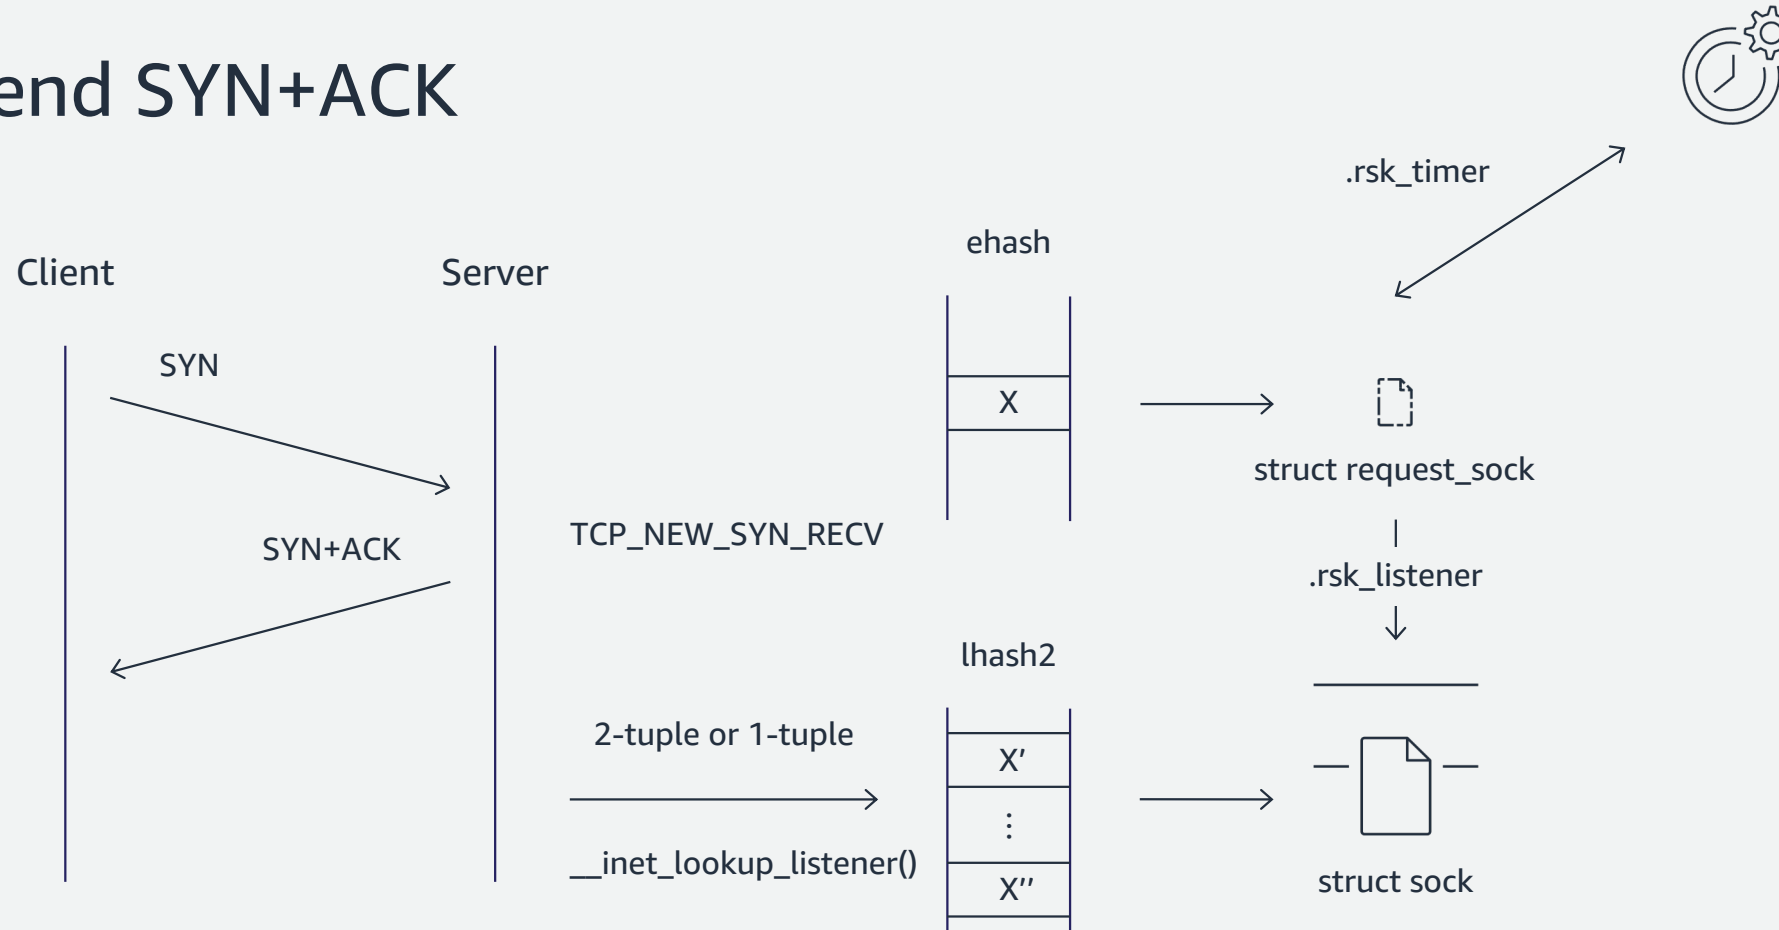 end SYN+ACK
.rsk_timer
ehash
Client
Server
SYN
X
struct request_sock
TCP_NEW_SYN_RECV
SYN+ACK
.rsk_listener
lhash2
2-tuple or 1-tuple
X’
⋮
__inet_lookup_listener()
X’’
struct sock